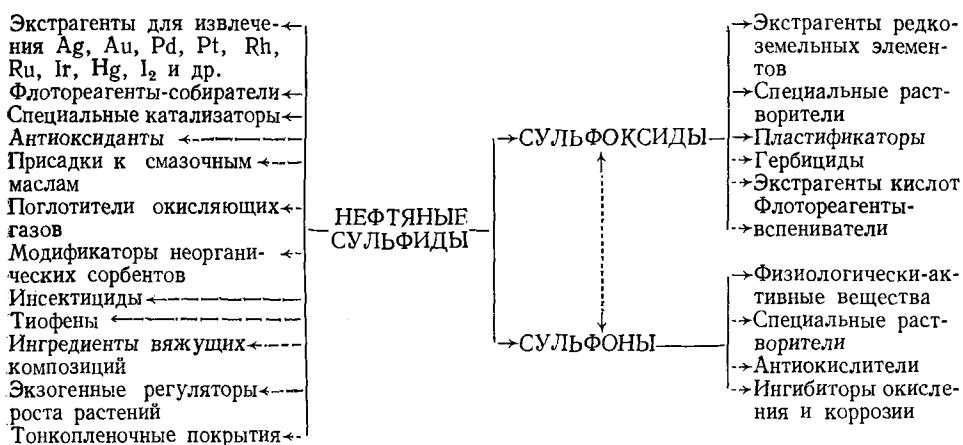 Экстрагенты для извлече-
ния Ag, Au, Pd, Pt, Rh,
Ru, Ir, Hg, I₂ и др.
Флотореагенты-собиратели
Специальные катализаторы
Антиоксиданты
Присадки к смазочным
маслам
Поглотители окисляющих
газов
Модификаторы неоргани-
ческих сорбентов
Инсектициды
Тиофены
Ингредиенты вяжущих
композиций
Экзогенные регуляторы
роста растений
Тонкопленочные покрытия
НЕФТЯНЫЕ
СУЛЬФИДЫ
СУЛЬФОКСИДЫ
СУЛЬФОНЫ
Экстрагенты редко-
земельных элемен-
тов
Специальные раст-
ворители
Пластификаторы
Гербициды
Экстрагенты кислот
Флотореагенты-
вспениватели
Физиологически-ак-
тивные вещества
Специальные раст-
ворители
Антиокислители
Ингибиторы окисле-
ния и коррозии